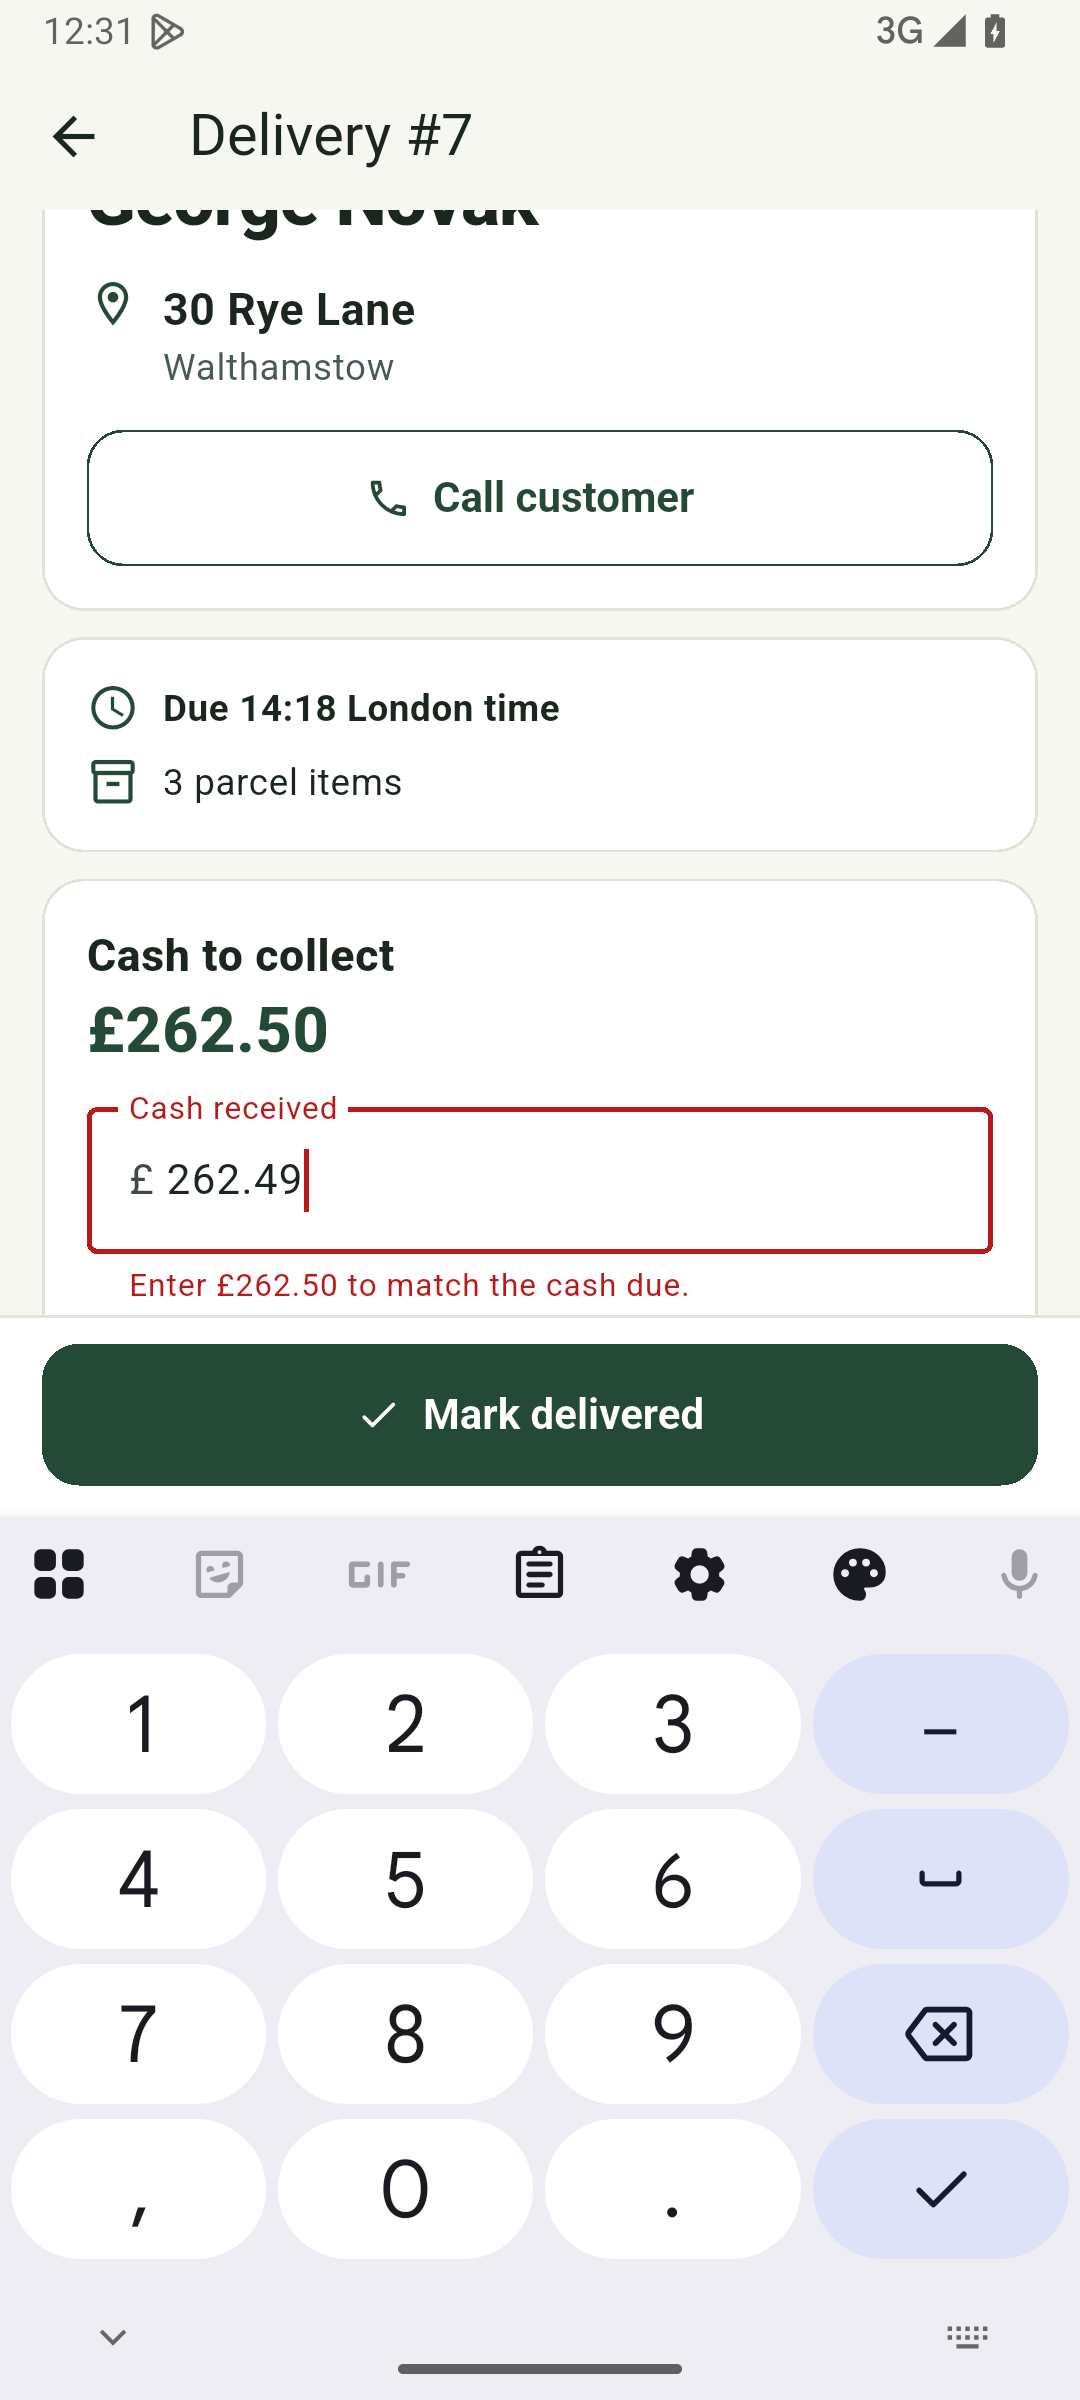 12:31
3G
Delivery #7
George Novak
30 Rye Lane
Walthamstow
Call customer
Due 14:18 London time
3 parcel items
Cash to collect
£262.50
Cash received
£ 262.49
Enter £262.50 to match the cash due.
Mark delivered
GIF
1 2 3 –
4 5 6
7 8 9
, 0 .